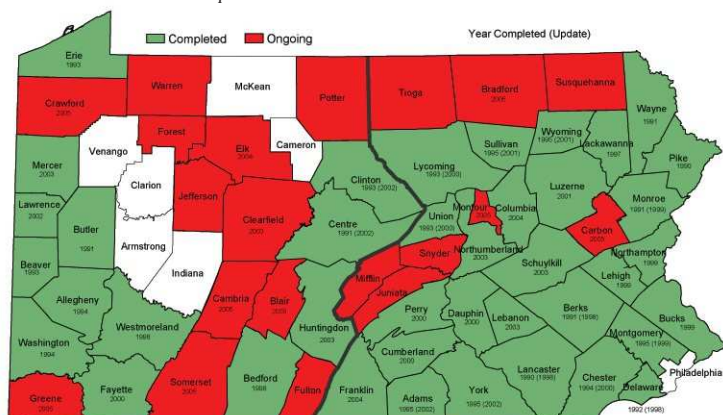 Completed
Ongoing
Year Completed (Update)
Erie
1993
Warren
McKean
Potter
Tioga
Bradford
2005
Susquehanna
Wayne
1991
Crawford
2005
Forest
Elk
2004
Cameron
Venango
Clarion
Mercer
2003
Jefferson
Clearfield
2003
Clinton
1993 (2002)
Lycoming
1993 (2000)
Sullivan
1995 (2001)
Wyoming
1995 (2001)
Lackawanna
1997
Pike
Lawrence
2002
Butler
1991
Centre
1991 (2002)
Union
1993 (2003)
Montour
2005
Columbia
2004
Luzerne
2001
Monroe
1991 (1999)
Carbon
2003
Beaver
1993
Armstrong
Indiana
Snyder
Northumberland
2003
Schuylkill
2003
Northampton
1999
Lehigh
1999
Allegheny
1994
Cambria
2005
Blair
Mifflin
Juniata
Huntingdon
2003
Perry
2000
Dauphin
2000
Lebanon
2003
Berks
1991 (1998)
Bucks
1999
Montgomery
1995 (1999)
Washington
1994
Westmoreland
1998
Cumberland
2000
Lancaster
1990 (1998)
Chester
1994 (2000)
Philadelphia
Delaware
1992 (1998)
Greene
2005
Fayette
2000
Somerset
2005
Bedford
1998
Fulton
Franklin
2004
Adams
1995 (2002)
York
1995 (2002)